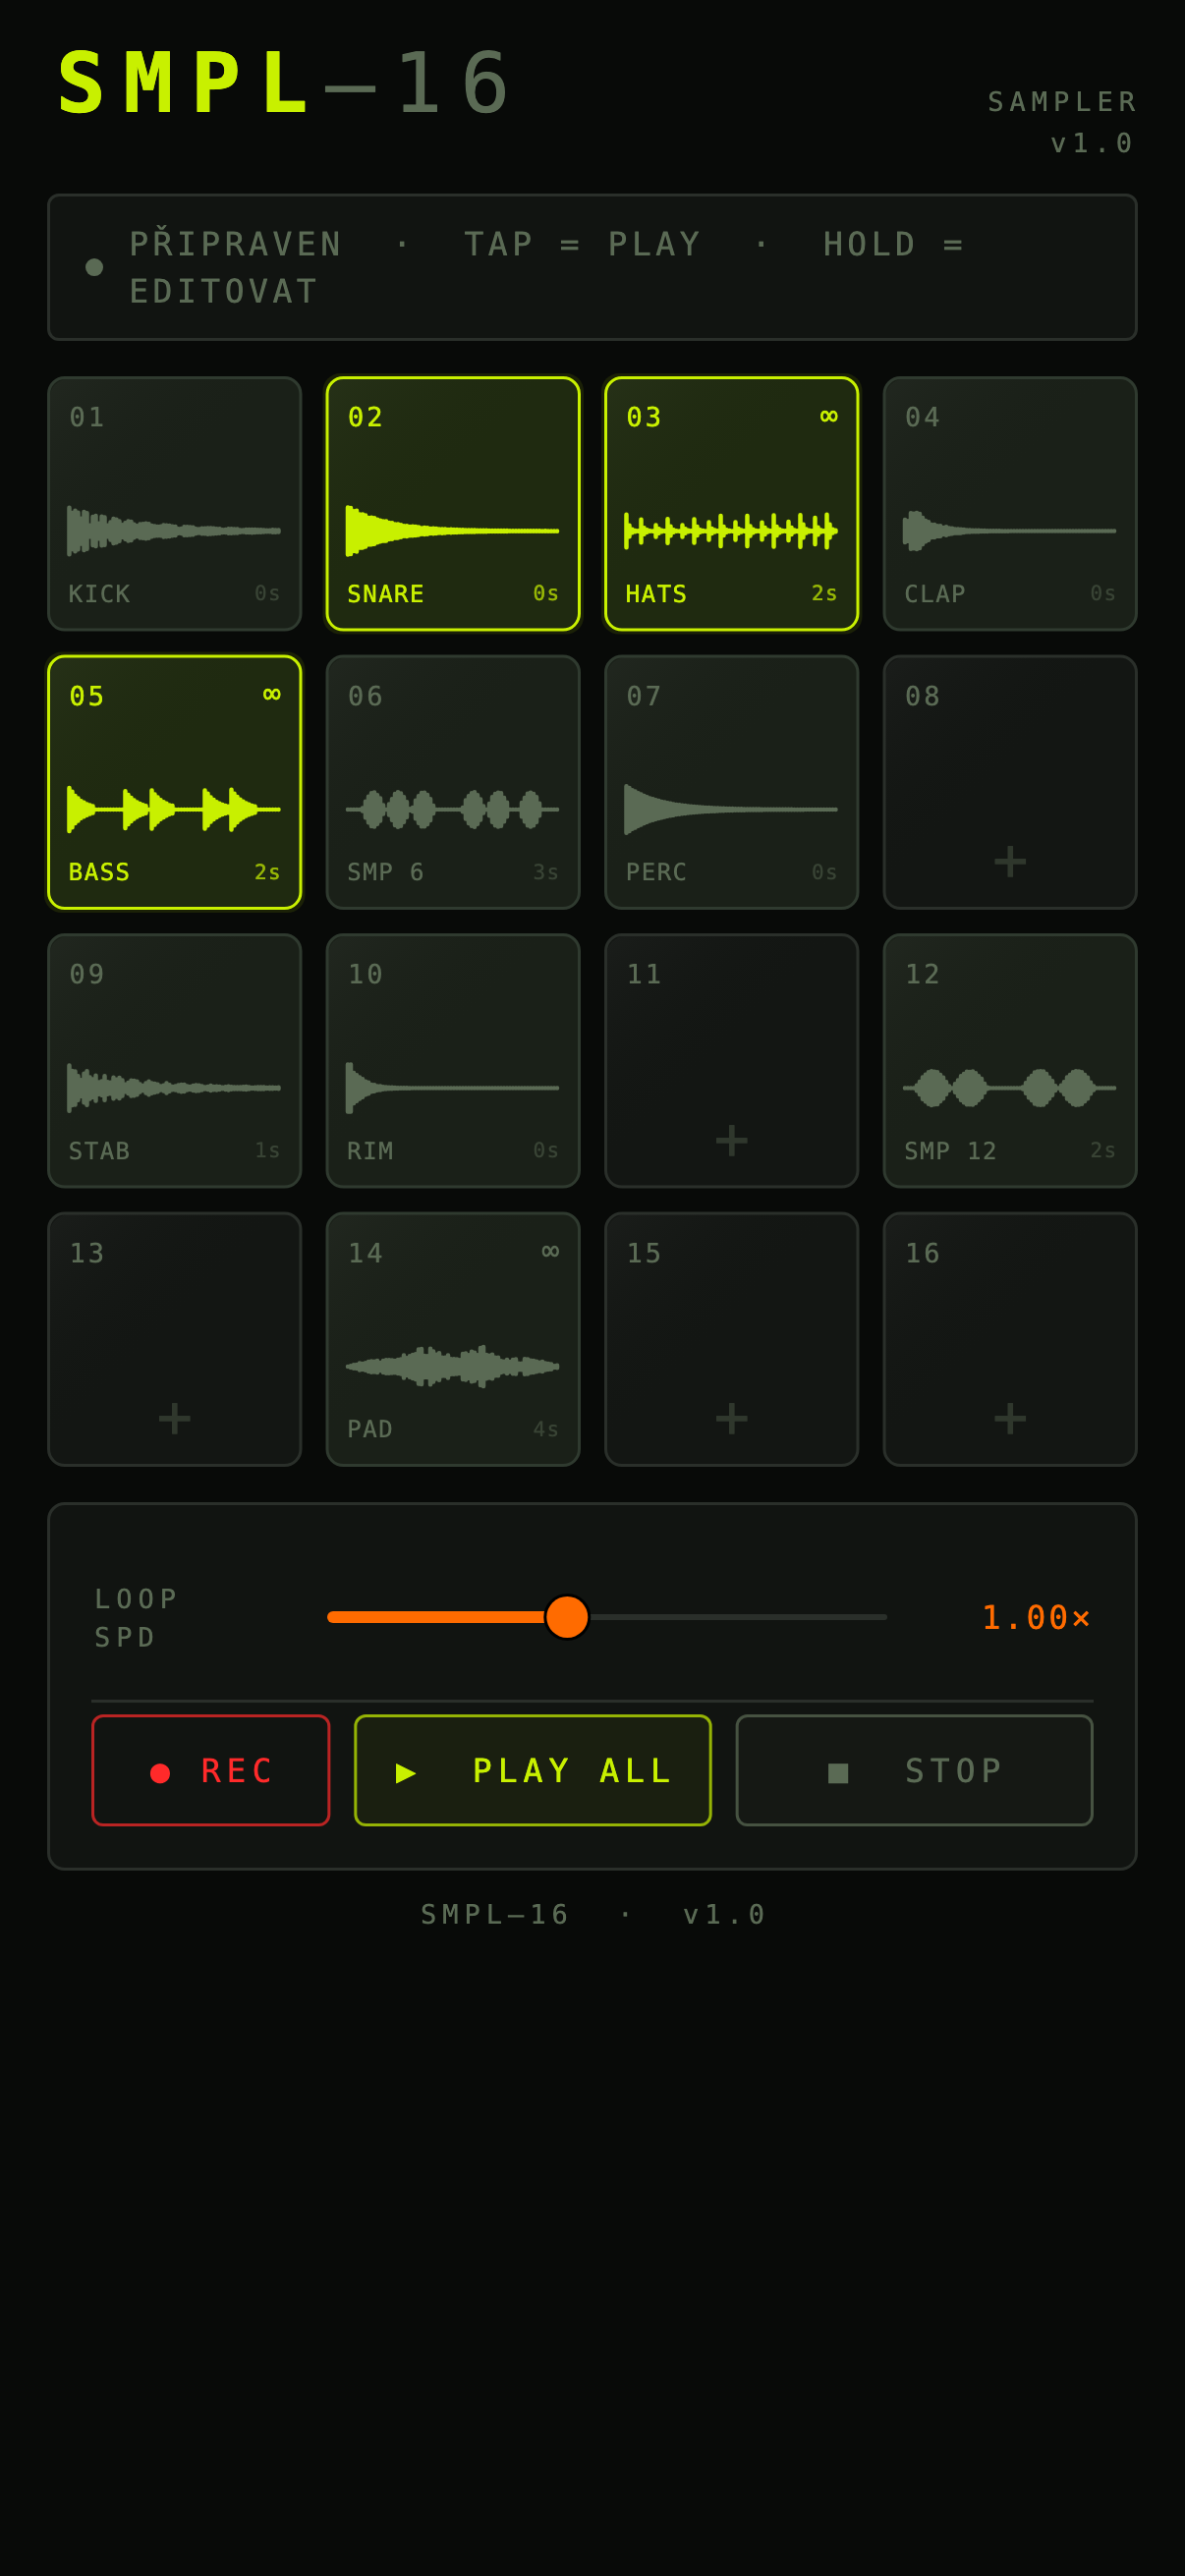 SMPL—16
SAMPLER
v1.0
● PŘIPRAVEN · TAP = PLAY · HOLD =
EDITOVAT
01
KICK 0s
02
SNARE 0s
03 ∞
HATS 2s
04
CLAP 0s
05 ∞
BASS 2s
06
SMP 6 3s
07
PERC 0s
08
+
09
STAB 1s
10
RIM 0s
11
+
12
SMP 12 2s
13
+
14 ∞
PAD 4s
15
+
16
+
LOOP
SPD
1.00×
● REC
▶ PLAY ALL
■ STOP
SMPL—16 · v1.0